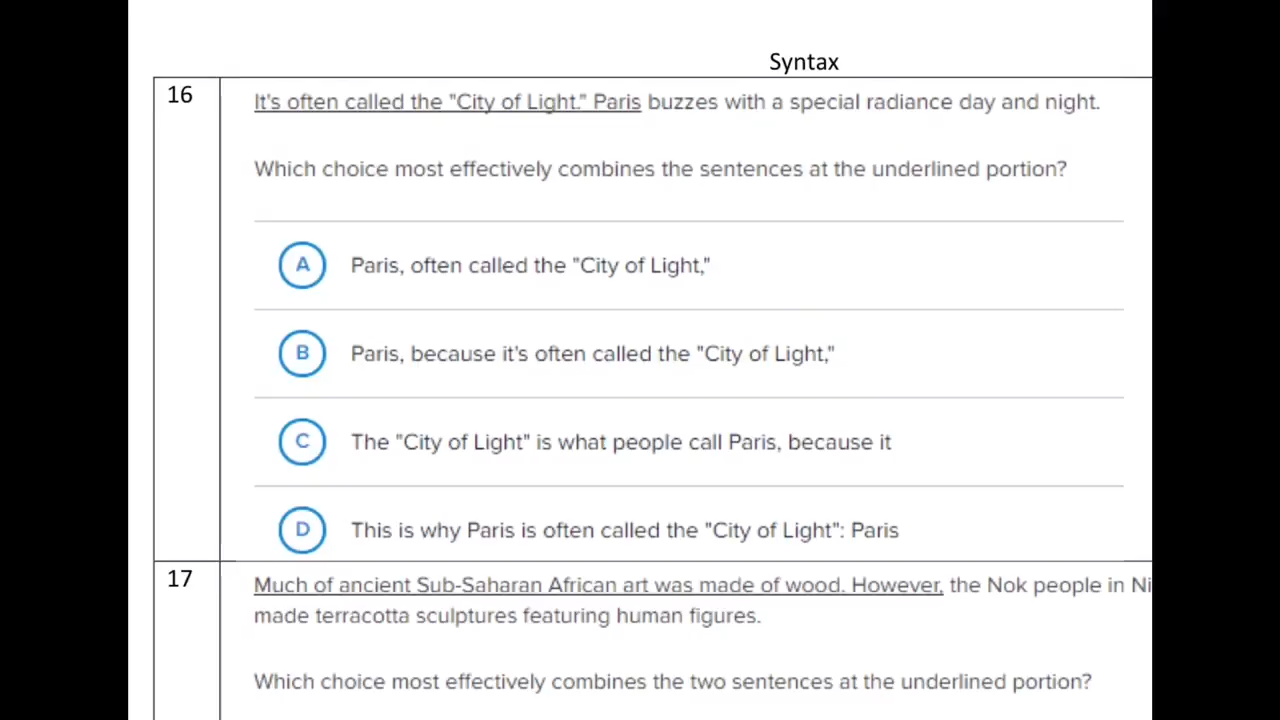 Syntax
16
It's often called the "City of Light." Paris buzzes with a special radiance day and night.
Which choice most effectively combines the sentences at the underlined portion?
A Paris, often called the "City of Light,"
B Paris, because it's often called the "City of Light,"
C The "City of Light" is what people call Paris, because it
D This is why Paris is often called the "City of Light": Paris
17
Much of ancient Sub-Saharan African art was made of wood. However, the Nok people in Ni
made terracotta sculptures featuring human figures.
Which choice most effectively combines the two sentences at the underlined portion?